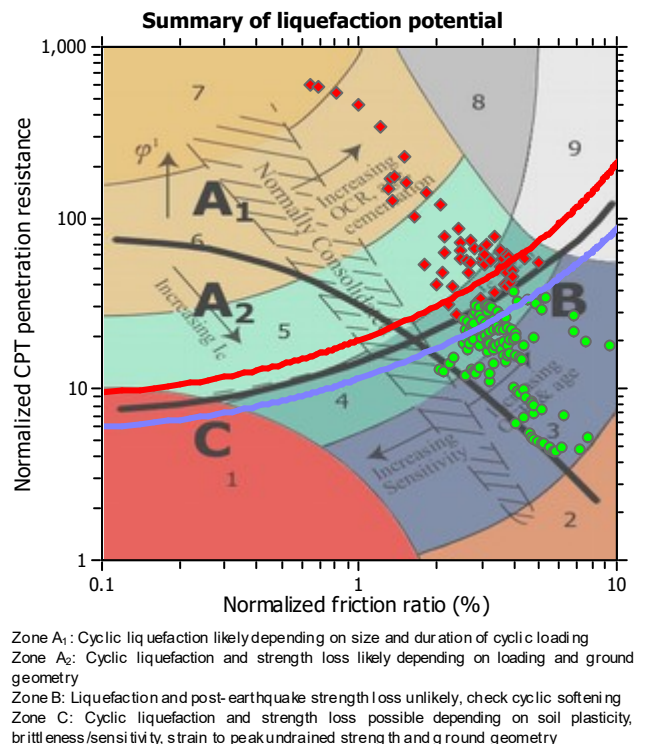 Summary of liquefaction potential
Normalized CPT penetration resistance
1,000
100
10
1
7
8
9
φ¹
A₁
Increasing
OCR,
cementation
Normally Consolidated
6
A₂
Increasing Ic
5
B
4
Increasing
& age
C
Increasing
Sensitivity
3
1
2
0.1
1
10
Normalized friction ratio (%)
Zone A₁: Cyclic liquefaction likely depending on size and duration of cyclic loading
Zone A₂: Cyclic liquefaction and strength loss likely depending on loading and ground
geometry
Zone B: Liquefaction and post-earthquake strength loss unlikely, check cyclic softening
Zone C: Cyclic liquefaction and strength loss possible depending on soil plasticity,
brittleness/sensitivity, strain to peak undrained strength and ground geometry